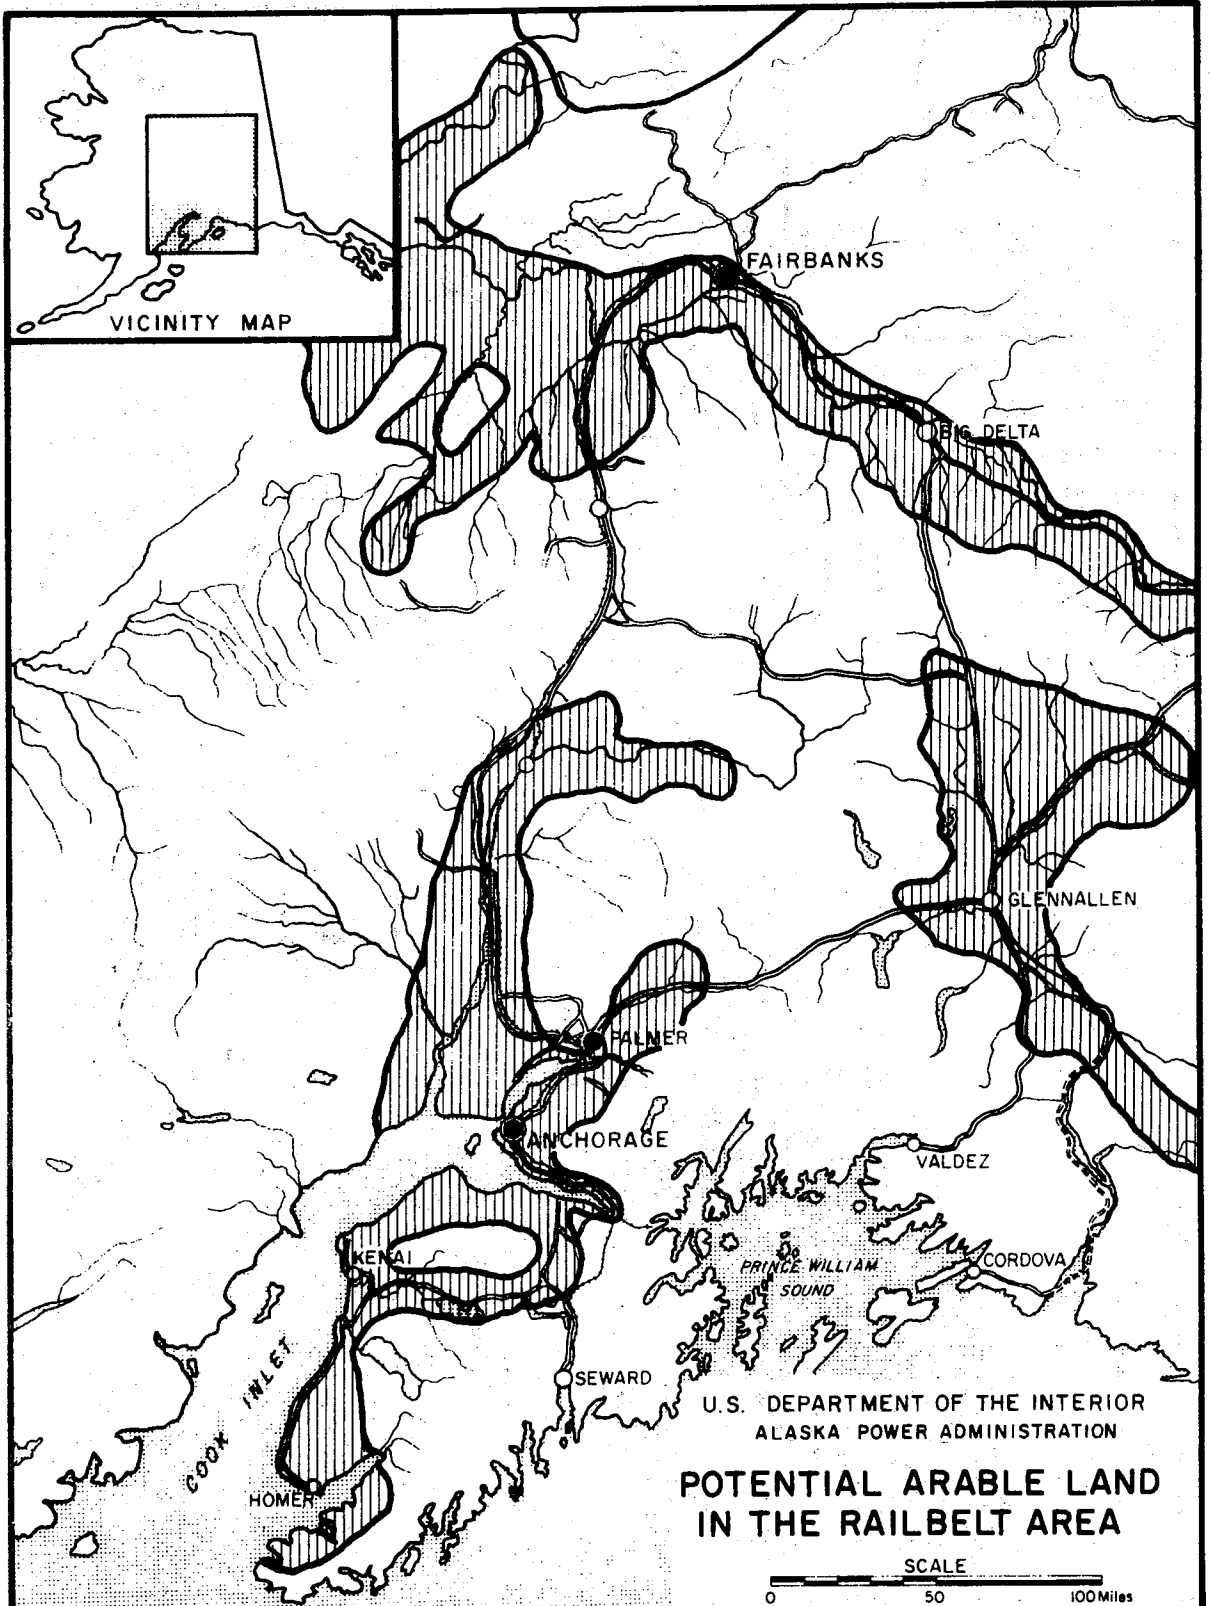 VICINITY MAP
FAIRBANKS
BIG DELTA
GLENNALLEN
PALMER
ANCHORAGE
VALDEZ
KENAI
PRINCE WILLIAM
SOUND
CORDOVA
COOK INLET
SEWARD
HOMER
U.S. DEPARTMENT OF THE INTERIOR
ALASKA POWER ADMINISTRATION
POTENTIAL ARABLE LAND
IN THE RAILBELT AREA
SCALE
0 50 100 Miles